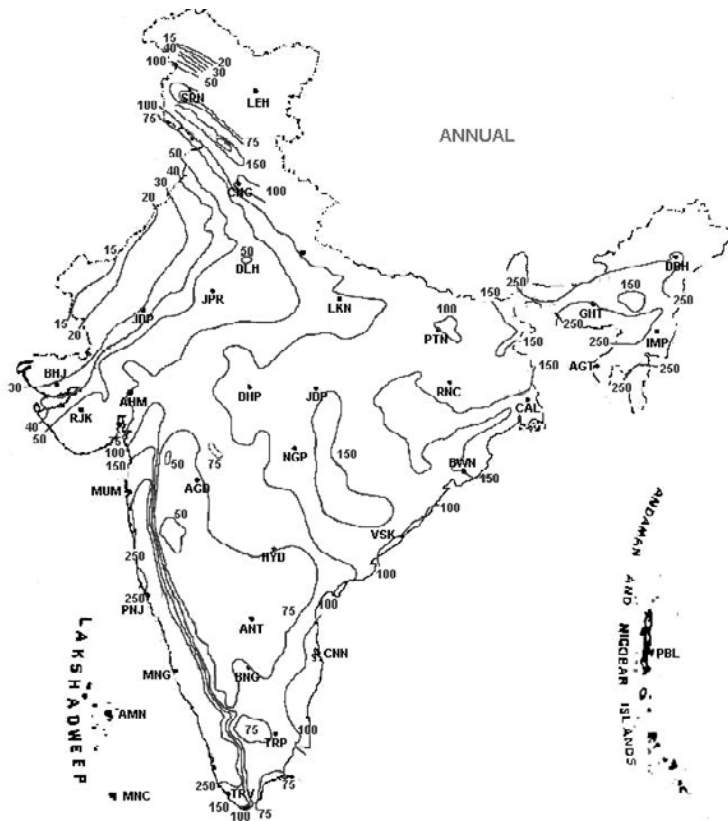 15
40
100
20
30
50
SRN
LEH
100
75
75
150
ANNUAL
50
40
30
20
CHG
100
15
50
DLH
DBH
250
150
150
250
JPR
LKN
GHT
JDP
100
PTN
150
250
250
IMP
15
20
BHJ
150
AGT
250
250
30
AHM
DHP
JDP
RNC
CAL
RJK
40
50
75
100
150
50
75
NGP
150
BWN
150
MUM
AGD
50
100
VSK
HYD
250
100
250
PNJ
75
100
ANT
CNN
MNG
BNG
PBL
AMN
75
TRP
100
250
TRV
75
MNC
150
100
75
LAKSHADWEEP
ANDAMAN AND NICOBAR ISLANDS